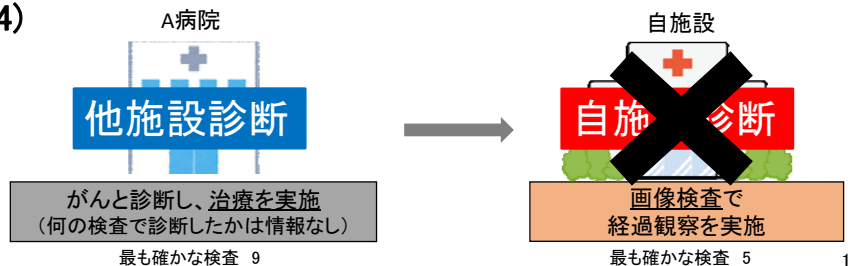 4)
A病院
自施設
他施設診断
自施設診断
がんと診断し、治療を実施
(何の検査で診断したかは情報なし)
画像検査で
経過観察を実施
最も確かな検査 9
最も確かな検査 5
1